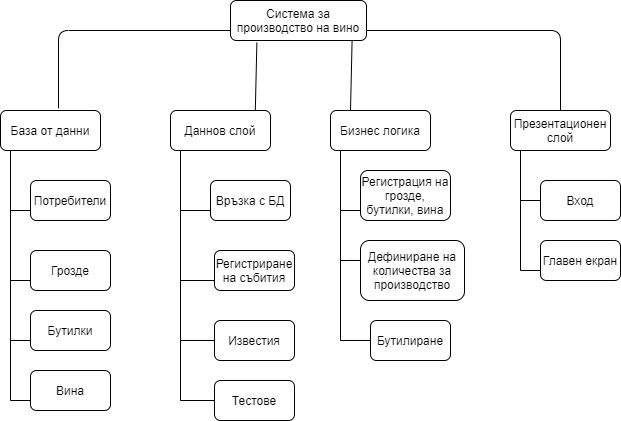 Система за
производство на вино
База от данни
Даннов слой
Бизнес логика
Презентационен
слой
Потребители
Грозде
Бутилки
Вина
Връзка с БД
Регистриране
на събития
Известия
Тестове
Регистрация на
грозде,
бутилки, вина
Дефиниране на
количества за
производство
Бутилиране
Вход
Главен екран